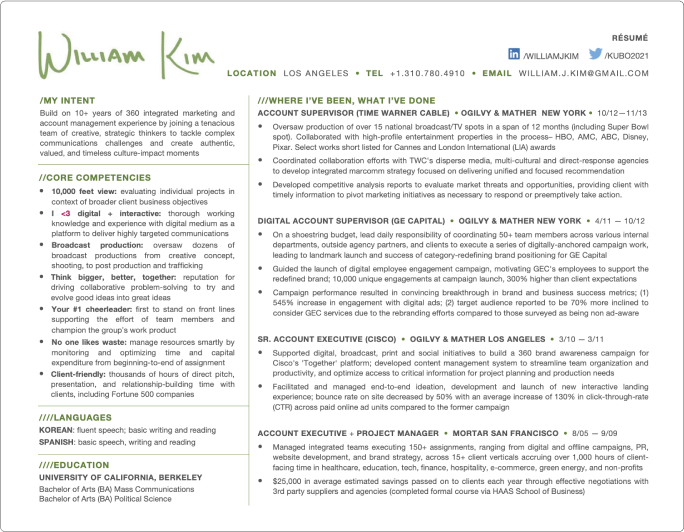 William Kim
RÉSUMÉ
/WILLIAMJKIM /KUBO2021
LOCATION LOS ANGELES • TEL +1.310.780.4910 • EMAIL WILLIAM.J.KIM@GMAIL.COM
/MY INTENT
Build on 10+ years of 360 integrated marketing and
account management experience by joining a tenacious
team of creative, strategic thinkers to tackle complex
communications challenges and create authentic,
valued, and timeless culture-impact moments
//CORE COMPETENCIES
▪ 10,000 feet view: evaluating individual projects in
context of broader client business objectives
▪ I <3 digital + interactive: thorough working
knowledge and experience with digital medium as a
platform to deliver highly targeted communications
▪ Broadcast production: oversaw dozens of
broadcast productions from creative concept,
shooting, to post production and trafficking
▪ Think bigger, better, together: reputation for
driving collaborative problem-solving to try and
evolve good ideas into great ideas
▪ Your #1 cheerleader: first to stand on front lines
supporting the effort of team members and
champion the group's work product
▪ No one likes waste: manage resources smartly by
monitoring and optimizing time and capital
expenditure from beginning-to-end of assignment
▪ Client-friendly: thousands of hours of direct pitch,
presentation, and relationship-building time with
clients, including Fortune 500 companies
////LANGUAGES
KOREAN: fluent speech; basic writing and reading
SPANISH: basic speech, writing and reading
////EDUCATION
UNIVERSITY OF CALIFORNIA, BERKELEY
Bachelor of Arts (BA) Mass Communications
Bachelor of Arts (BA) Political Science
///WHERE I'VE BEEN, WHAT I'VE DONE
ACCOUNT SUPERVISOR (TIME WARNER CABLE) • OGILVY & MATHER NEW YORK • 10/12—11/13
• Oversaw production of over 15 national broadcast/TV spots in a span of 12 months (including Super Bowl
spot). Collaborated with high-profile entertainment properties in the process– HBO, AMC, ABC, Disney,
Pixar. Select works short listed for Cannes and London International (LIA) awards
• Coordinated collaboration efforts with TWC's disperse media, multi-cultural and direct-response agencies
to develop integrated marcomm strategy focused on delivering unified and focused recommendation
• Developed competitive analysis reports to evaluate market threats and opportunities, providing client with
timely information to pivot marketing initiatives as necessary to respond or preemptively take action.
DIGITAL ACCOUNT SUPERVISOR (GE CAPITAL) • OGILVY & MATHER NEW YORK • 4/11 — 10/12
• On a shoestring budget, lead daily responsibility of coordinating 50+ team members across various internal
departments, outside agency partners, and clients to execute a series of digitally-anchored campaign work,
leading to landmark launch and success of category-redefining brand positioning for GE Capital
• Guided the launch of digital employee engagement campaign, motivating GEC's employees to support the
redefined brand; 10,000 unique engagements at campaign launch, 300% higher than client expectations
• Campaign performance resulted in convincing breakthrough in brand and business success metrics; (1)
545% increase in engagement with digital ads; (2) target audience reported to be 70% more inclined to
consider GEC services due to the rebranding efforts compared to those surveyed as being non ad-aware
SR. ACCOUNT EXECUTIVE (CISCO) • OGILVY & MATHER LOS ANGELES • 3/10 — 3/11
• Supported digital, broadcast, print and social initiatives to build a 360 brand awareness campaign for
Cisco's 'Together' platform; developed content management system to streamline team organization and
productivity, and optimize access to critical information for project planning and production needs
• Facilitated and managed end-to-end ideation, development and launch of new interactive landing
experience; bounce rate on site decreased by 50% with an average increase of 130% in click-through-rate
(CTR) across paid online ad units compared to the former campaign
ACCOUNT EXECUTIVE + PROJECT MANAGER • MORTAR SAN FRANCISCO • 8/05 — 9/09
• Managed integrated teams executing 150+ assignments, ranging from digital and offline campaigns, PR,
website development, and brand strategy, across 15+ client verticals accruing over 1,000 hours of client-
facing time in healthcare, education, tech, finance, hospitality, e-commerce, green energy, and non-profits
• $25,000 in average estimated savings passed on to clients each year through effective negotiations with
3rd party suppliers and agencies (completed formal course via HAAS School of Business)